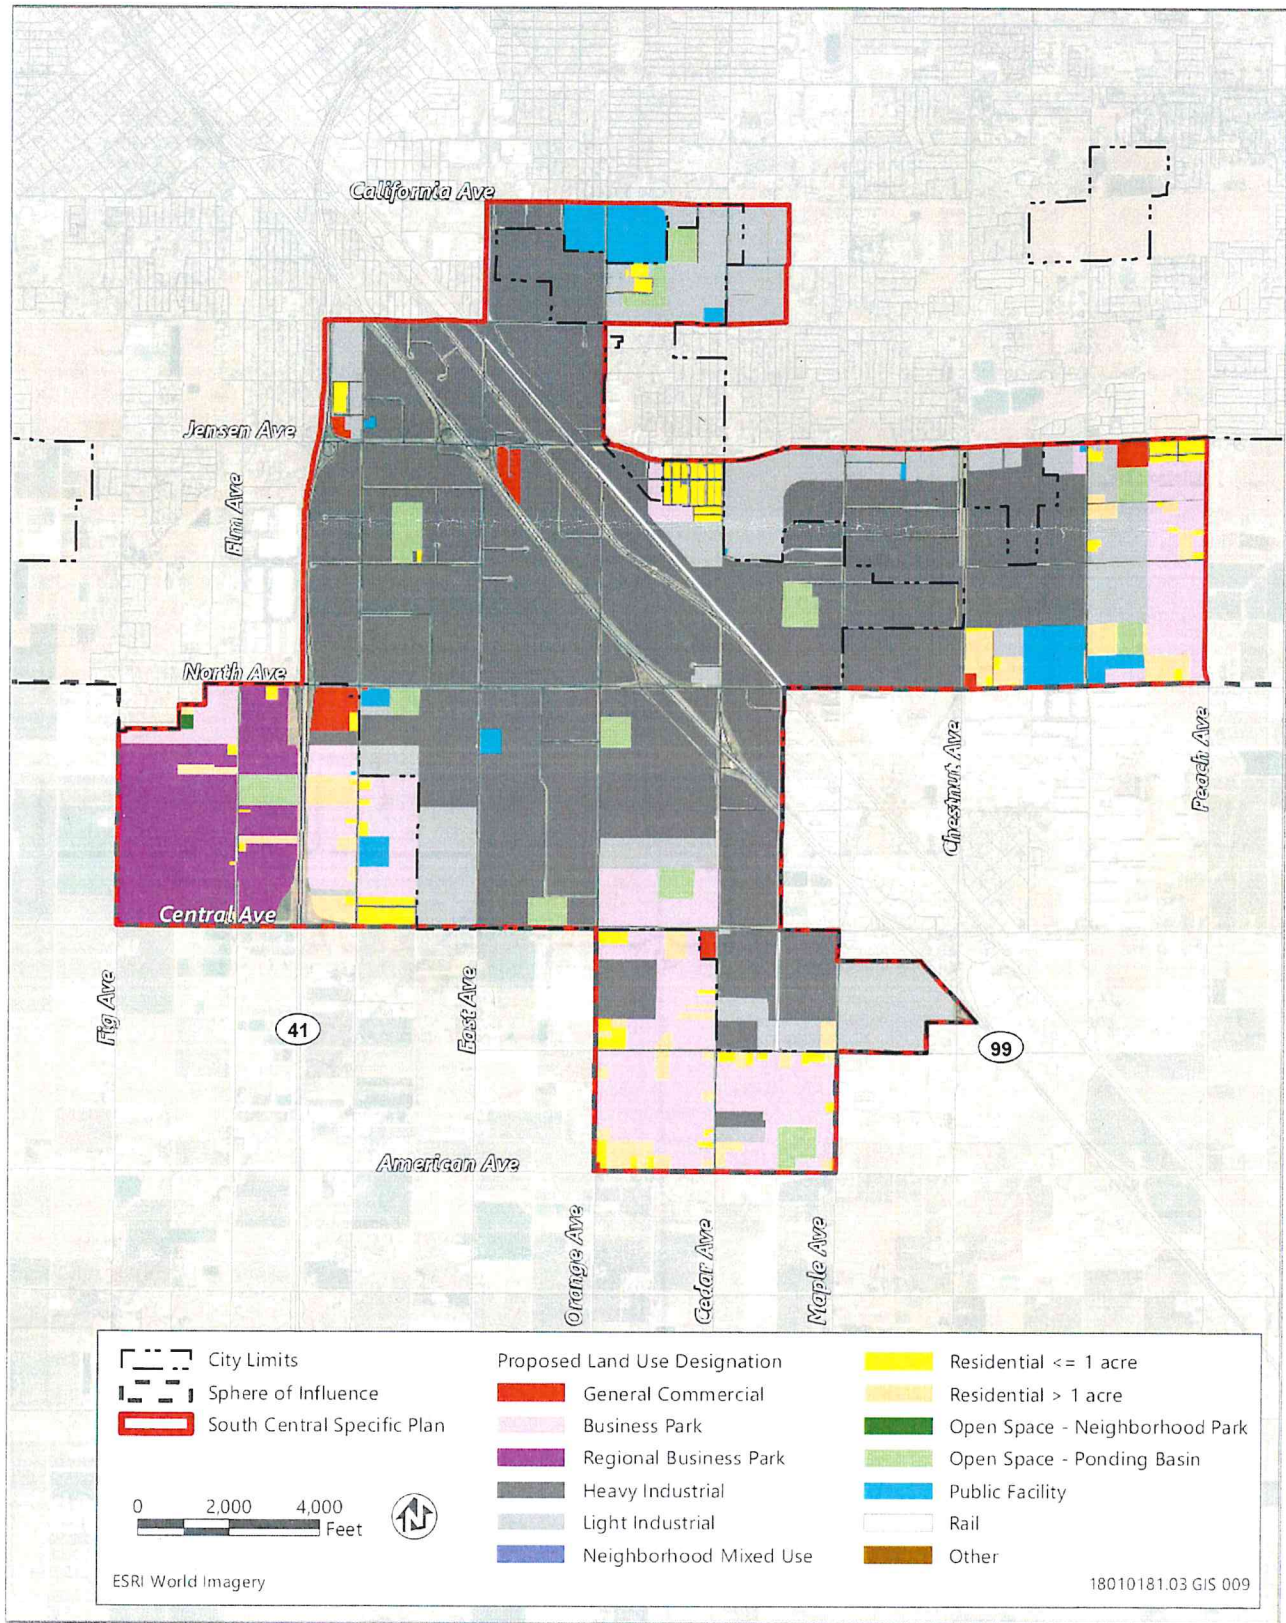 California Ave
Jensen Ave
Elm Ave
North Ave
Chestnut Ave
Peach Ave
Central Ave
Fig Ave
41
East Ave
99
American Ave
Orange Ave
Cedar Ave
Maple Ave
City Limits
Sphere of Influence
South Central Specific Plan
0 2,000 4,000
Feet
ESRI World Imagery
Proposed Land Use Designation
General Commercial
Business Park
Regional Business Park
Heavy Industrial
Light Industrial
Neighborhood Mixed Use
Residential <= 1 acre
Residential > 1 acre
Open Space - Neighborhood Park
Open Space - Ponding Basin
Public Facility
Rail
Other
18010181.03 GIS 009